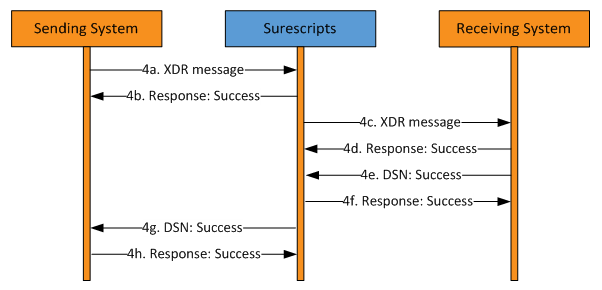 Sending System
Surescripts
Receiving System
4a. XDR message
4b. Response: Success
4c. XDR message
4d. Response: Success
4e. DSN: Success
4f. Response: Success
4g. DSN: Success
4h. Response: Success